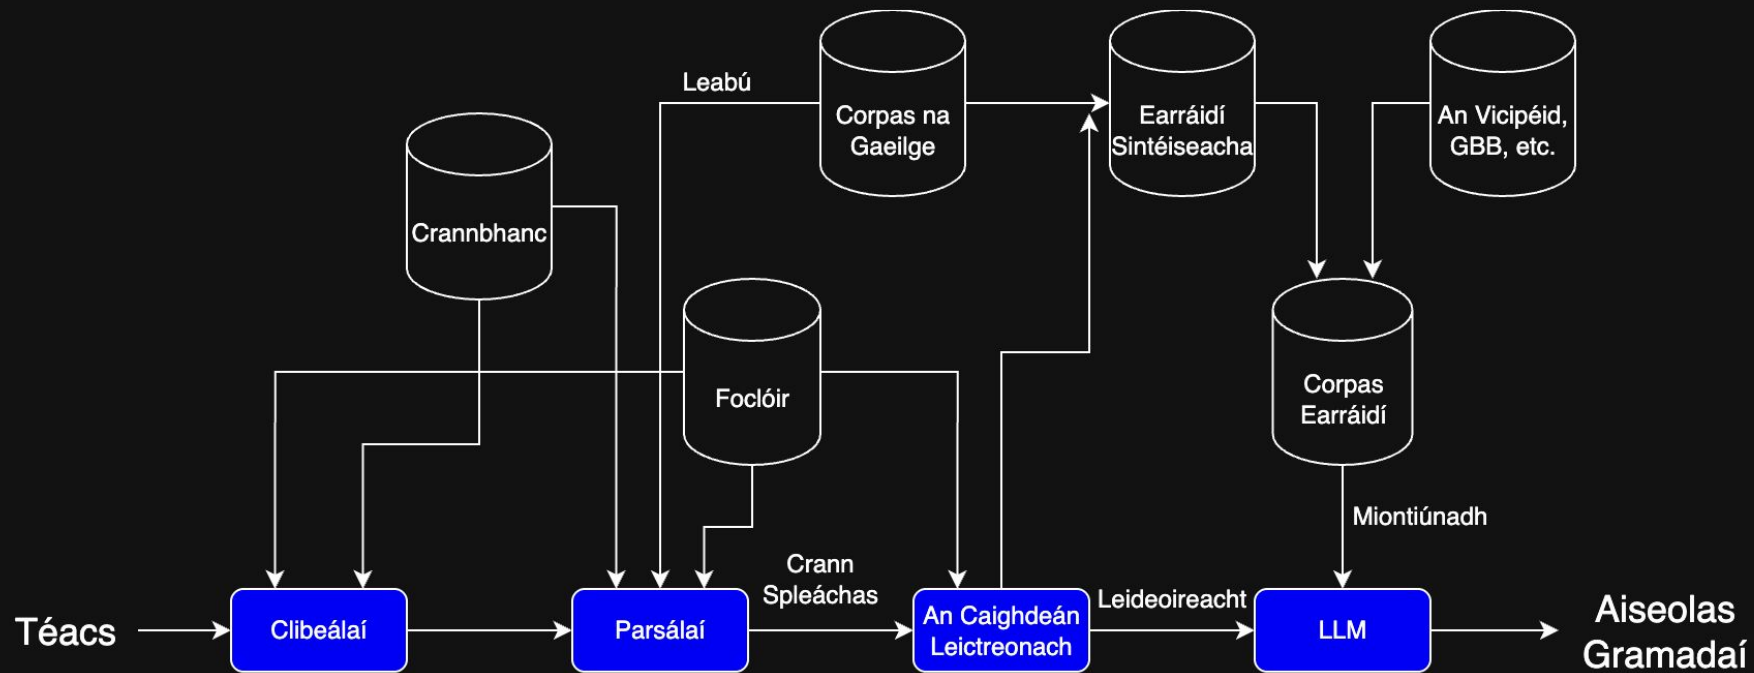 Leabú
Corpas na
Gaeilge
Earráidí
Sintéiseacha
An Vicipéid,
GBB, etc.
Crannbhanc
Foclóir
Corpas
Earráidí
Miontiúnadh
Crann
Spleáchas
Leideoireacht
Téacs
Clibeálaí
Parsálaí
An Caighdeán
Leictreonach
LLM
Aiseolas
Gramadaí